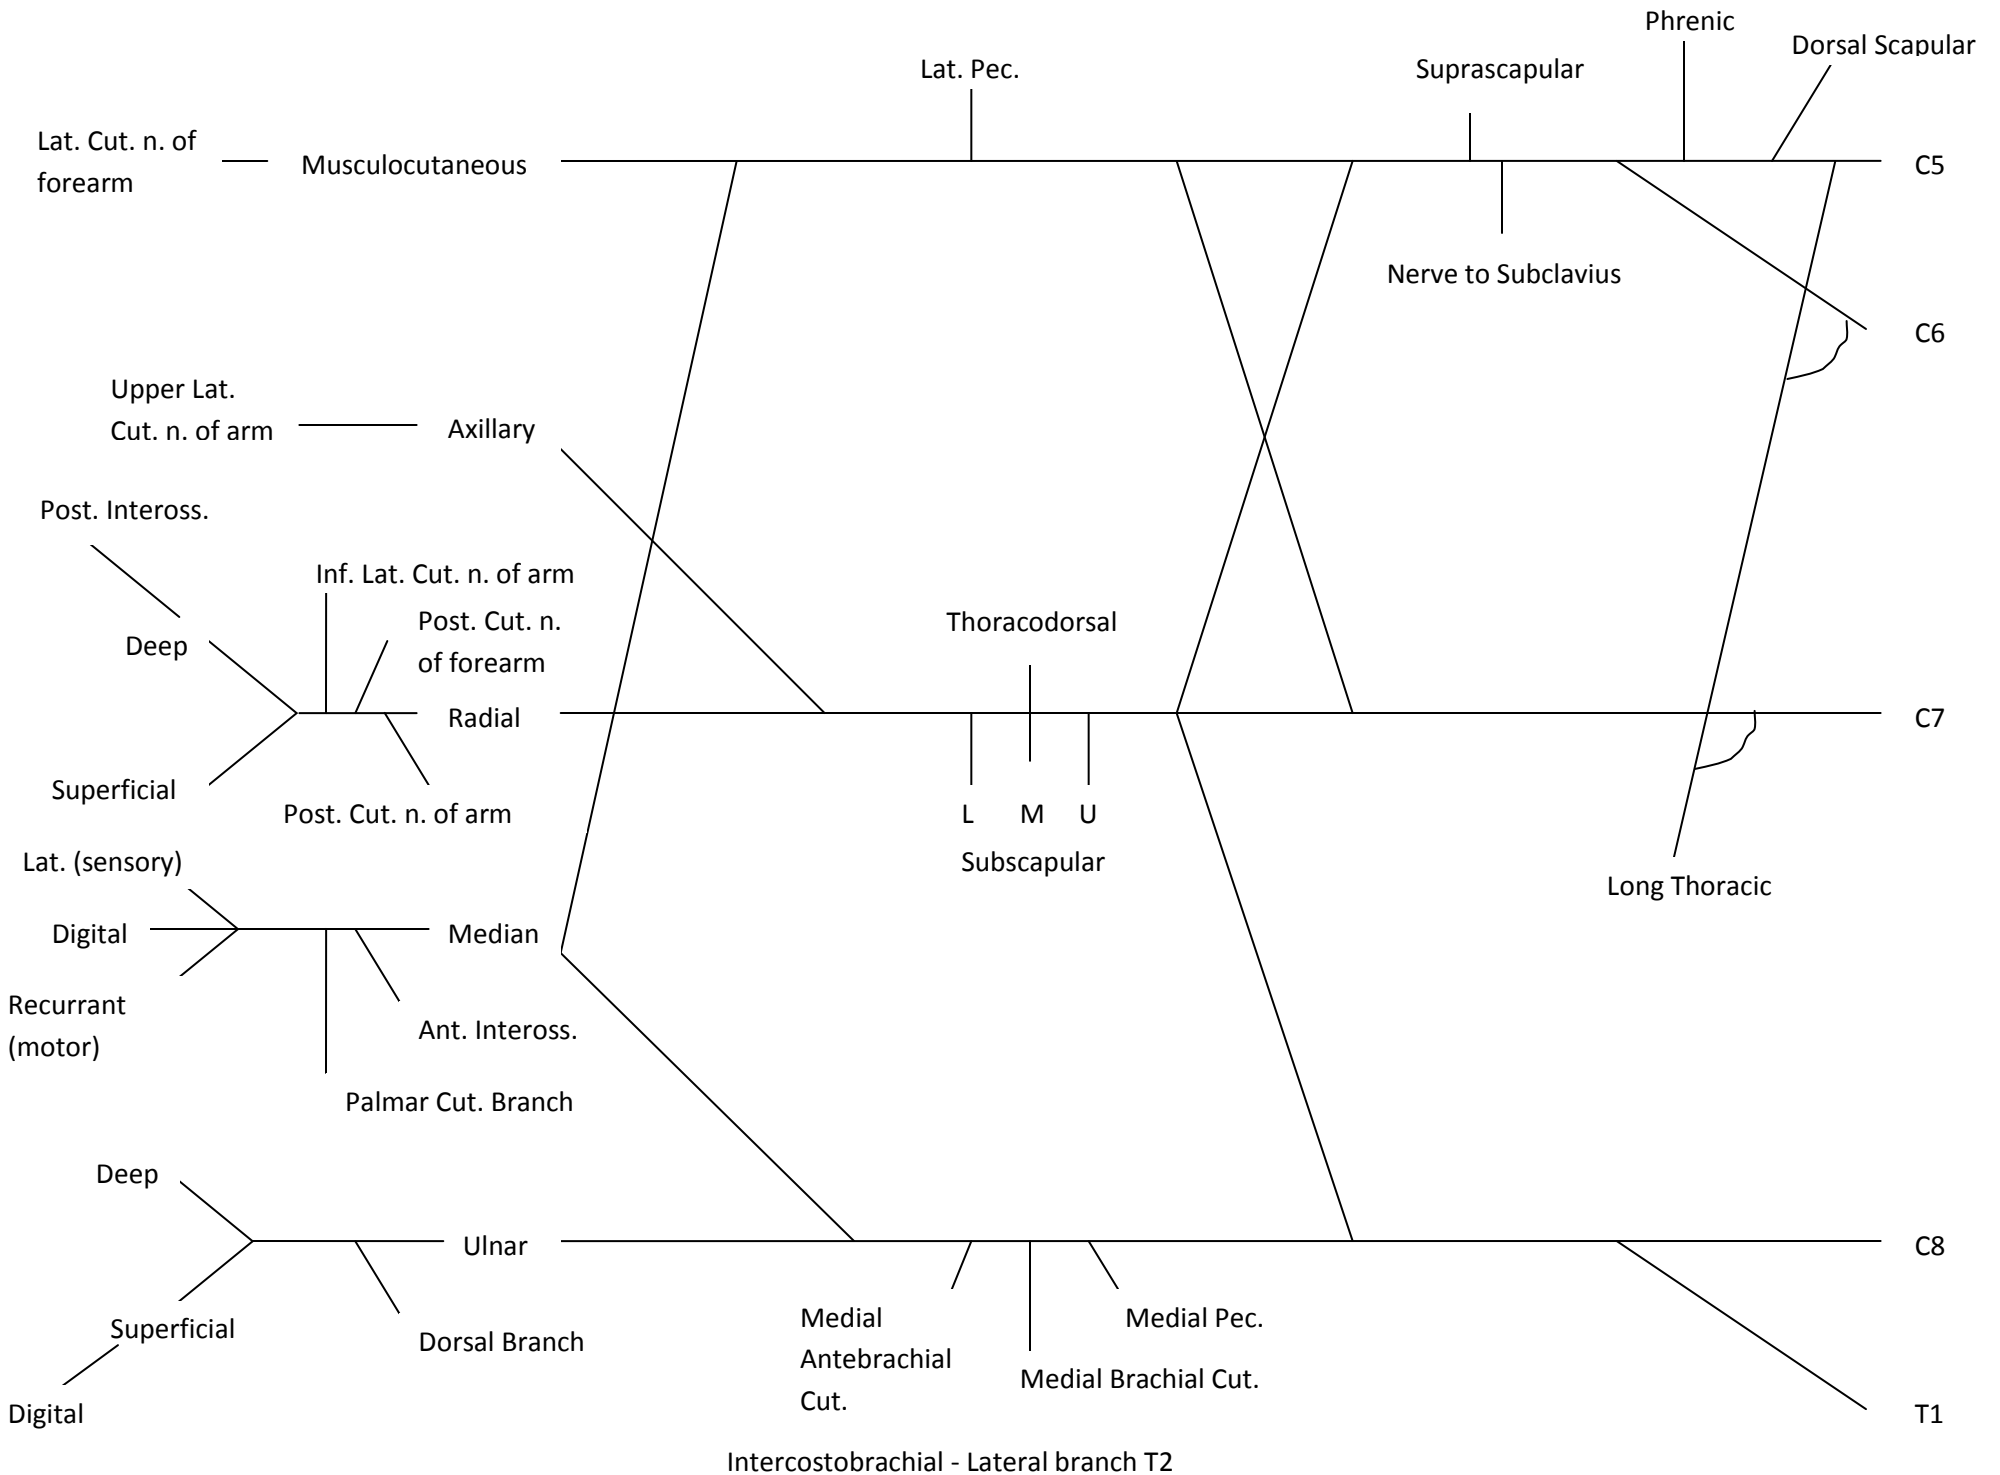 Phrenic
Dorsal Scapular
Lat. Pec.
Suprascapular
Lat. Cut. n. of
forearm
Musculocutaneous
C5
Nerve to Subclavius
C6
Upper Lat.
Cut. n. of arm
Axillary
Post. Inteross.
Inf. Lat. Cut. n. of arm
Post. Cut. n.
of forearm
Thoracodorsal
Deep
Radial
C7
Superficial
Post. Cut. n. of arm
L M U
Subscapular
Lat. (sensory)
Long Thoracic
Digital
Median
Recurrant
(motor)
Ant. Inteross.
Palmar Cut. Branch
Deep
Ulnar
C8
Superficial
Dorsal Branch
Medial
Antebrachial
Cut.
Medial Pec.
Medial Brachial Cut.
Digital
T1
Intercostobrachial - Lateral branch T2